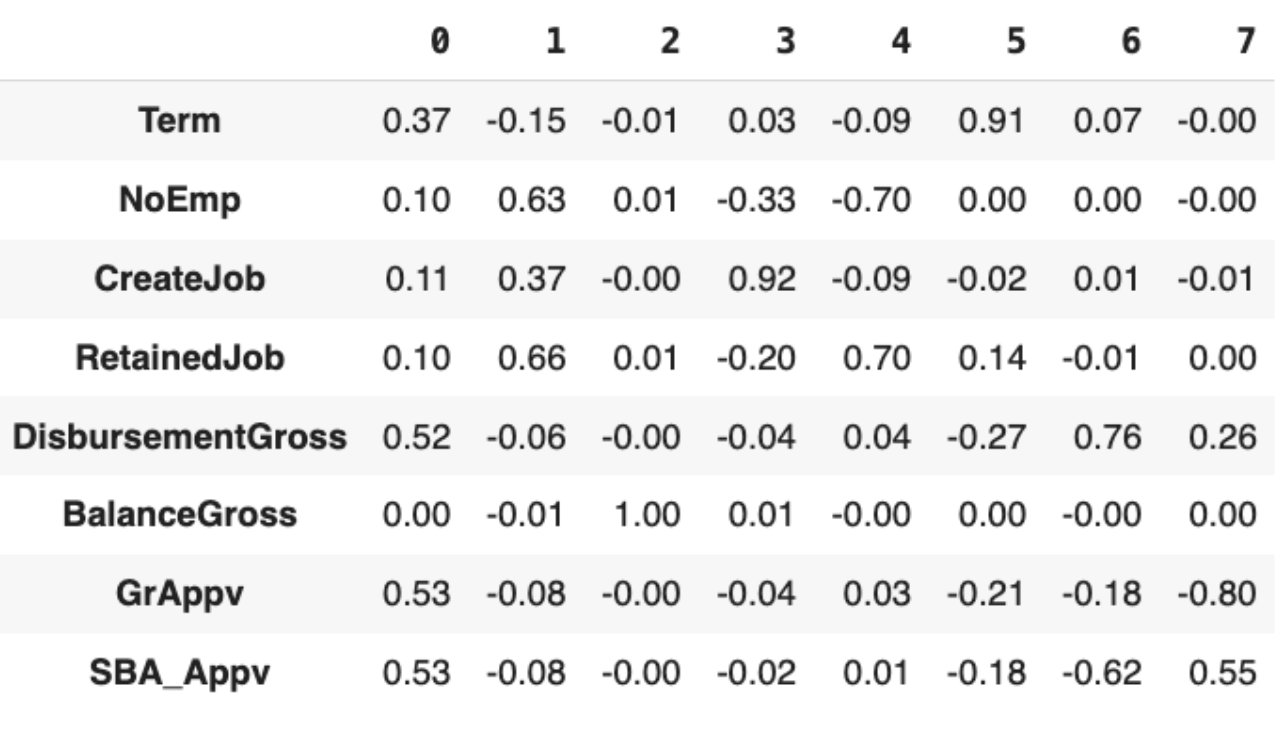 0 1 2 3 4 5 6 7
Term 0.37 -0.15 -0.01 0.03 -0.09 0.91 0.07 -0.00
NoEmp 0.10 0.63 0.01 -0.33 -0.70 0.00 0.00 -0.00
CreateJob 0.11 0.37 -0.00 0.92 -0.09 -0.02 0.01 -0.01
RetainedJob 0.10 0.66 0.01 -0.20 0.70 0.14 -0.01 0.00
DisbursementGross 0.52 -0.06 -0.00 -0.04 0.04 -0.27 0.76 0.26
BalanceGross 0.00 -0.01 1.00 0.01 -0.00 0.00 -0.00 0.00
GrAppv 0.53 -0.08 -0.00 -0.04 0.03 -0.21 -0.18 -0.80
SBA_Appv 0.53 -0.08 -0.00 -0.02 0.01 -0.18 -0.62 0.55